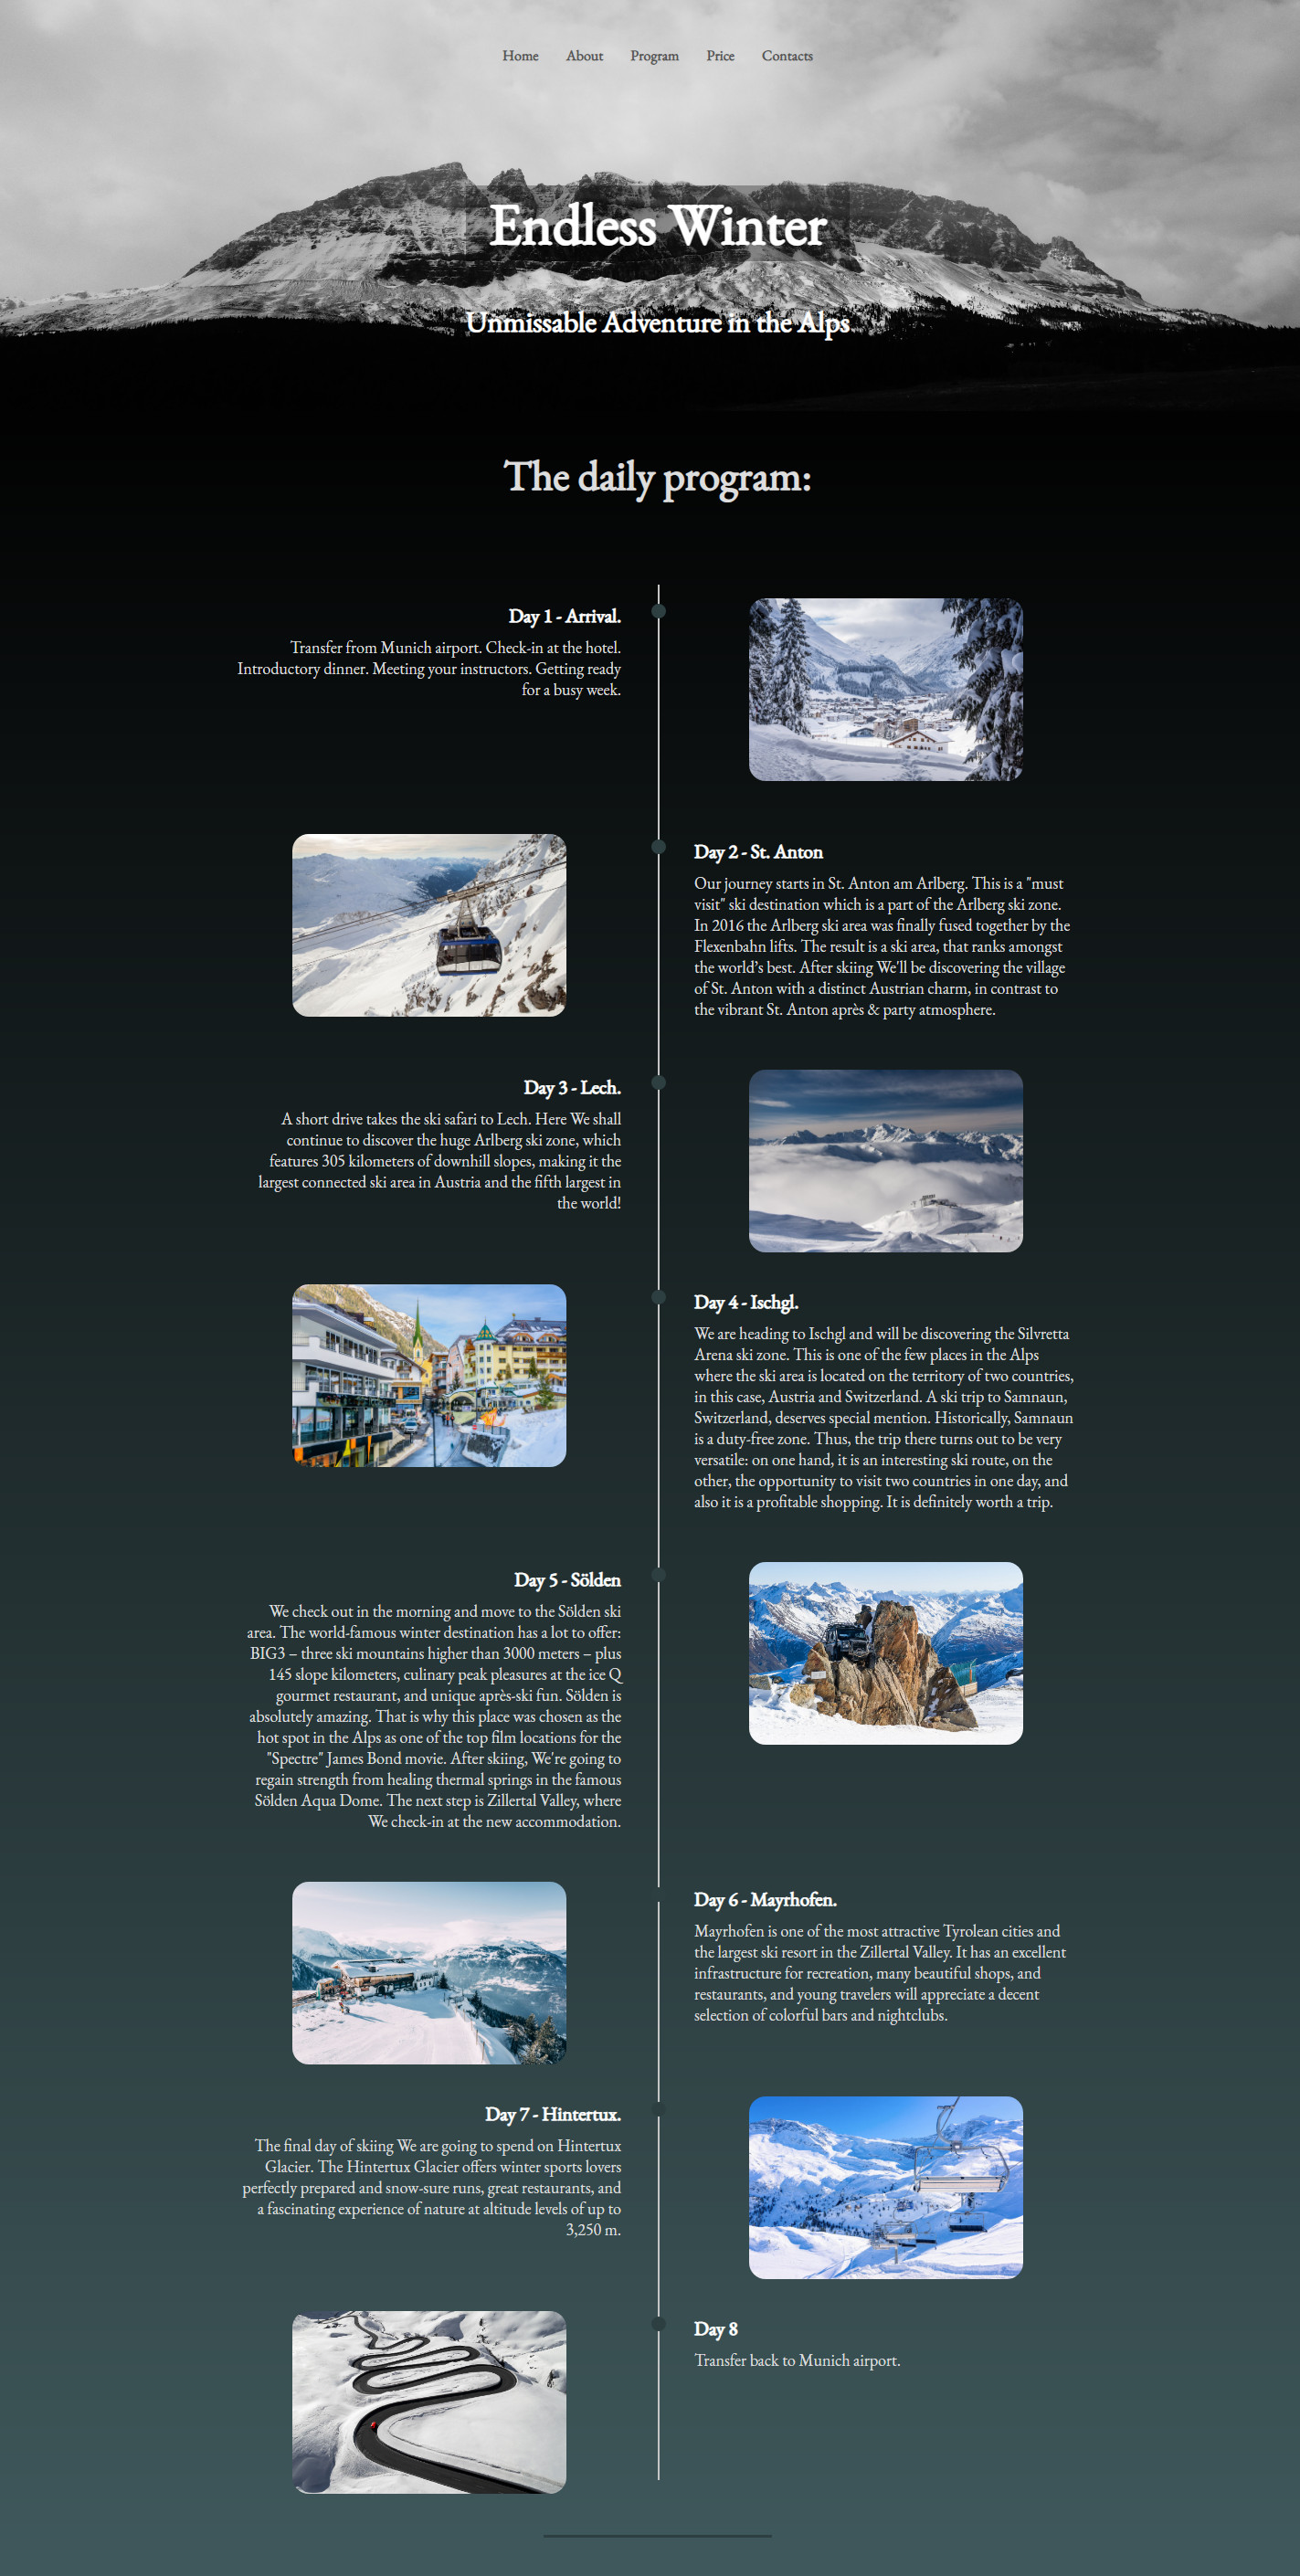 Home About Program Price Contacts
Endless Winter
Unmissable Adventure in the Alps
The daily program:
Day 1 - Arrival.
Transfer from Munich airport. Check-in at the hotel.
Introductory dinner. Meeting your instructors. Getting ready
for a busy week.
Day 2 - St. Anton
Our journey starts in St. Anton am Arlberg. This is a "must
visit" ski destination which is a part of the Arlberg ski zone.
In 2016 the Arlberg ski area was finally fused together by the
Flexenbahn lifts. The result is a ski area, that ranks amongst
the world’s best. After skiing We'll be discovering the village
of St. Anton with a distinct Austrian charm, in contrast to
the vibrant St. Anton après & party atmosphere.
Day 3 - Lech.
A short drive takes the ski safari to Lech. Here We shall
continue to discover the huge Arlberg ski zone, which
features 305 kilometers of downhill slopes, making it the
largest connected ski area in Austria and the fifth largest in
the world!
Day 4 - Ischgl.
We are heading to Ischgl and will be discovering the Silvretta
Arena ski zone. This is one of the few places in the Alps
where the ski area is located on the territory of two countries,
in this case, Austria and Switzerland. A ski trip to Samnaun,
Switzerland, deserves special mention. Historically, Samnaun
is a duty-free zone. Thus, the trip there turns out to be very
versatile: on one hand, it is an interesting ski route, on the
other, the opportunity to visit two countries in one day, and
also it is a profitable shopping. It is definitely worth a trip.
Day 5 - Sölden
We check out in the morning and move to the Sölden ski
area. The world-famous winter destination has a lot to offer:
BIG3 – three ski mountains higher than 3000 meters – plus
145 slope kilometers, culinary peak pleasures at the ice Q
gourmet restaurant, and unique après-ski fun. Sölden is
absolutely amazing. That is why this place was chosen as the
hot spot in the Alps as one of the top film locations for the
"Spectre" James Bond movie. After skiing, We're going to
regain strength from healing thermal springs in the famous
Sölden Aqua Dome. The next step is Zillertal Valley, where
We check-in at the new accommodation.
Day 6 - Mayrhofen.
Mayrhofen is one of the most attractive Tyrolean cities and
the largest ski resort in the Zillertal Valley. It has an excellent
infrastructure for recreation, many beautiful shops, and
restaurants, and young travelers will appreciate a decent
selection of colorful bars and nightclubs.
Day 7 - Hintertux.
The final day of skiing We are going to spend on Hintertux
Glacier. The Hintertux Glacier offers winter sports lovers
perfectly prepared and snow-sure runs, great restaurants, and
a fascinating experience of nature at altitude levels of up to
3,250 m.
Day 8
Transfer back to Munich airport.